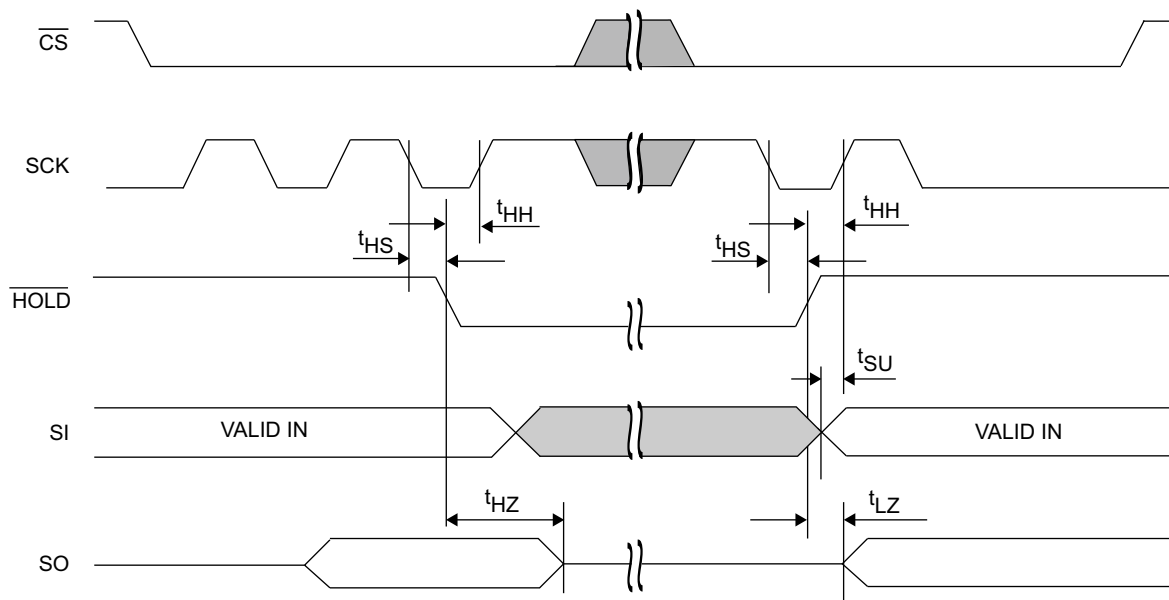 CS
SCK
tHH
tHH
tHS
tHS
HOLD
tSU
SI
VALID IN
VALID IN
tHZ
tLZ
SO